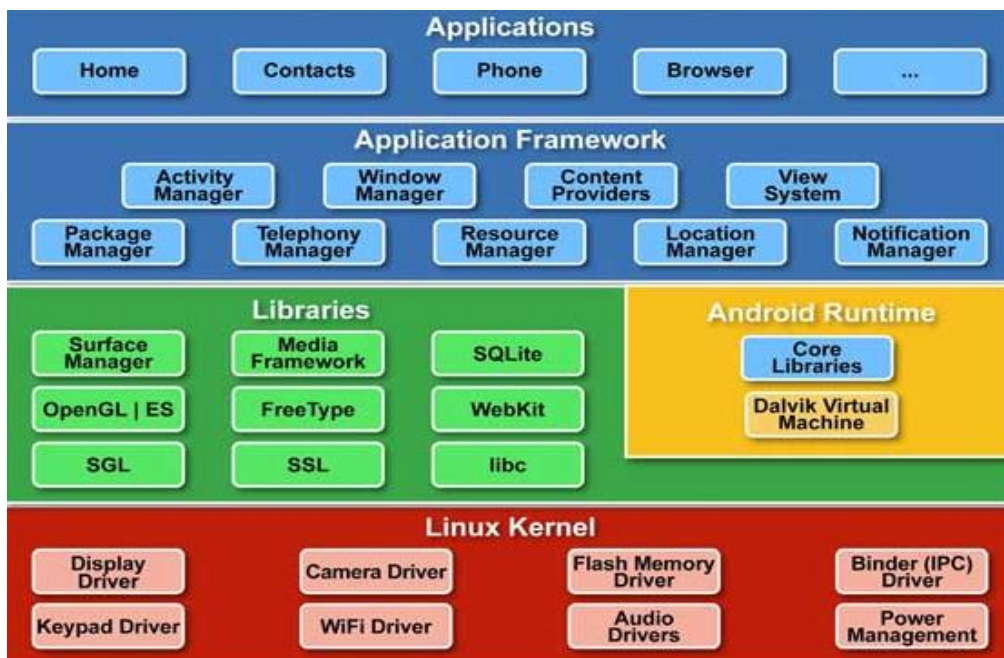 Applications
Home
Contacts
Phone
Browser
...
Application Framework
Activity
Manager
Window
Manager
Content
Providers
View
System
Package
Manager
Telephony
Manager
Resource
Manager
Location
Manager
Notification
Manager
Libraries
Surface
Manager
Media
Framework
SQLite
OpenGL | ES
FreeType
WebKit
SGL
SSL
libc
Android Runtime
Core
Libraries
Dalvik Virtual
Machine
Linux Kernel
Display
Driver
Camera Driver
Flash Memory
Driver
Binder (IPC)
Driver
Keypad Driver
WiFi Driver
Audio
Drivers
Power
Management